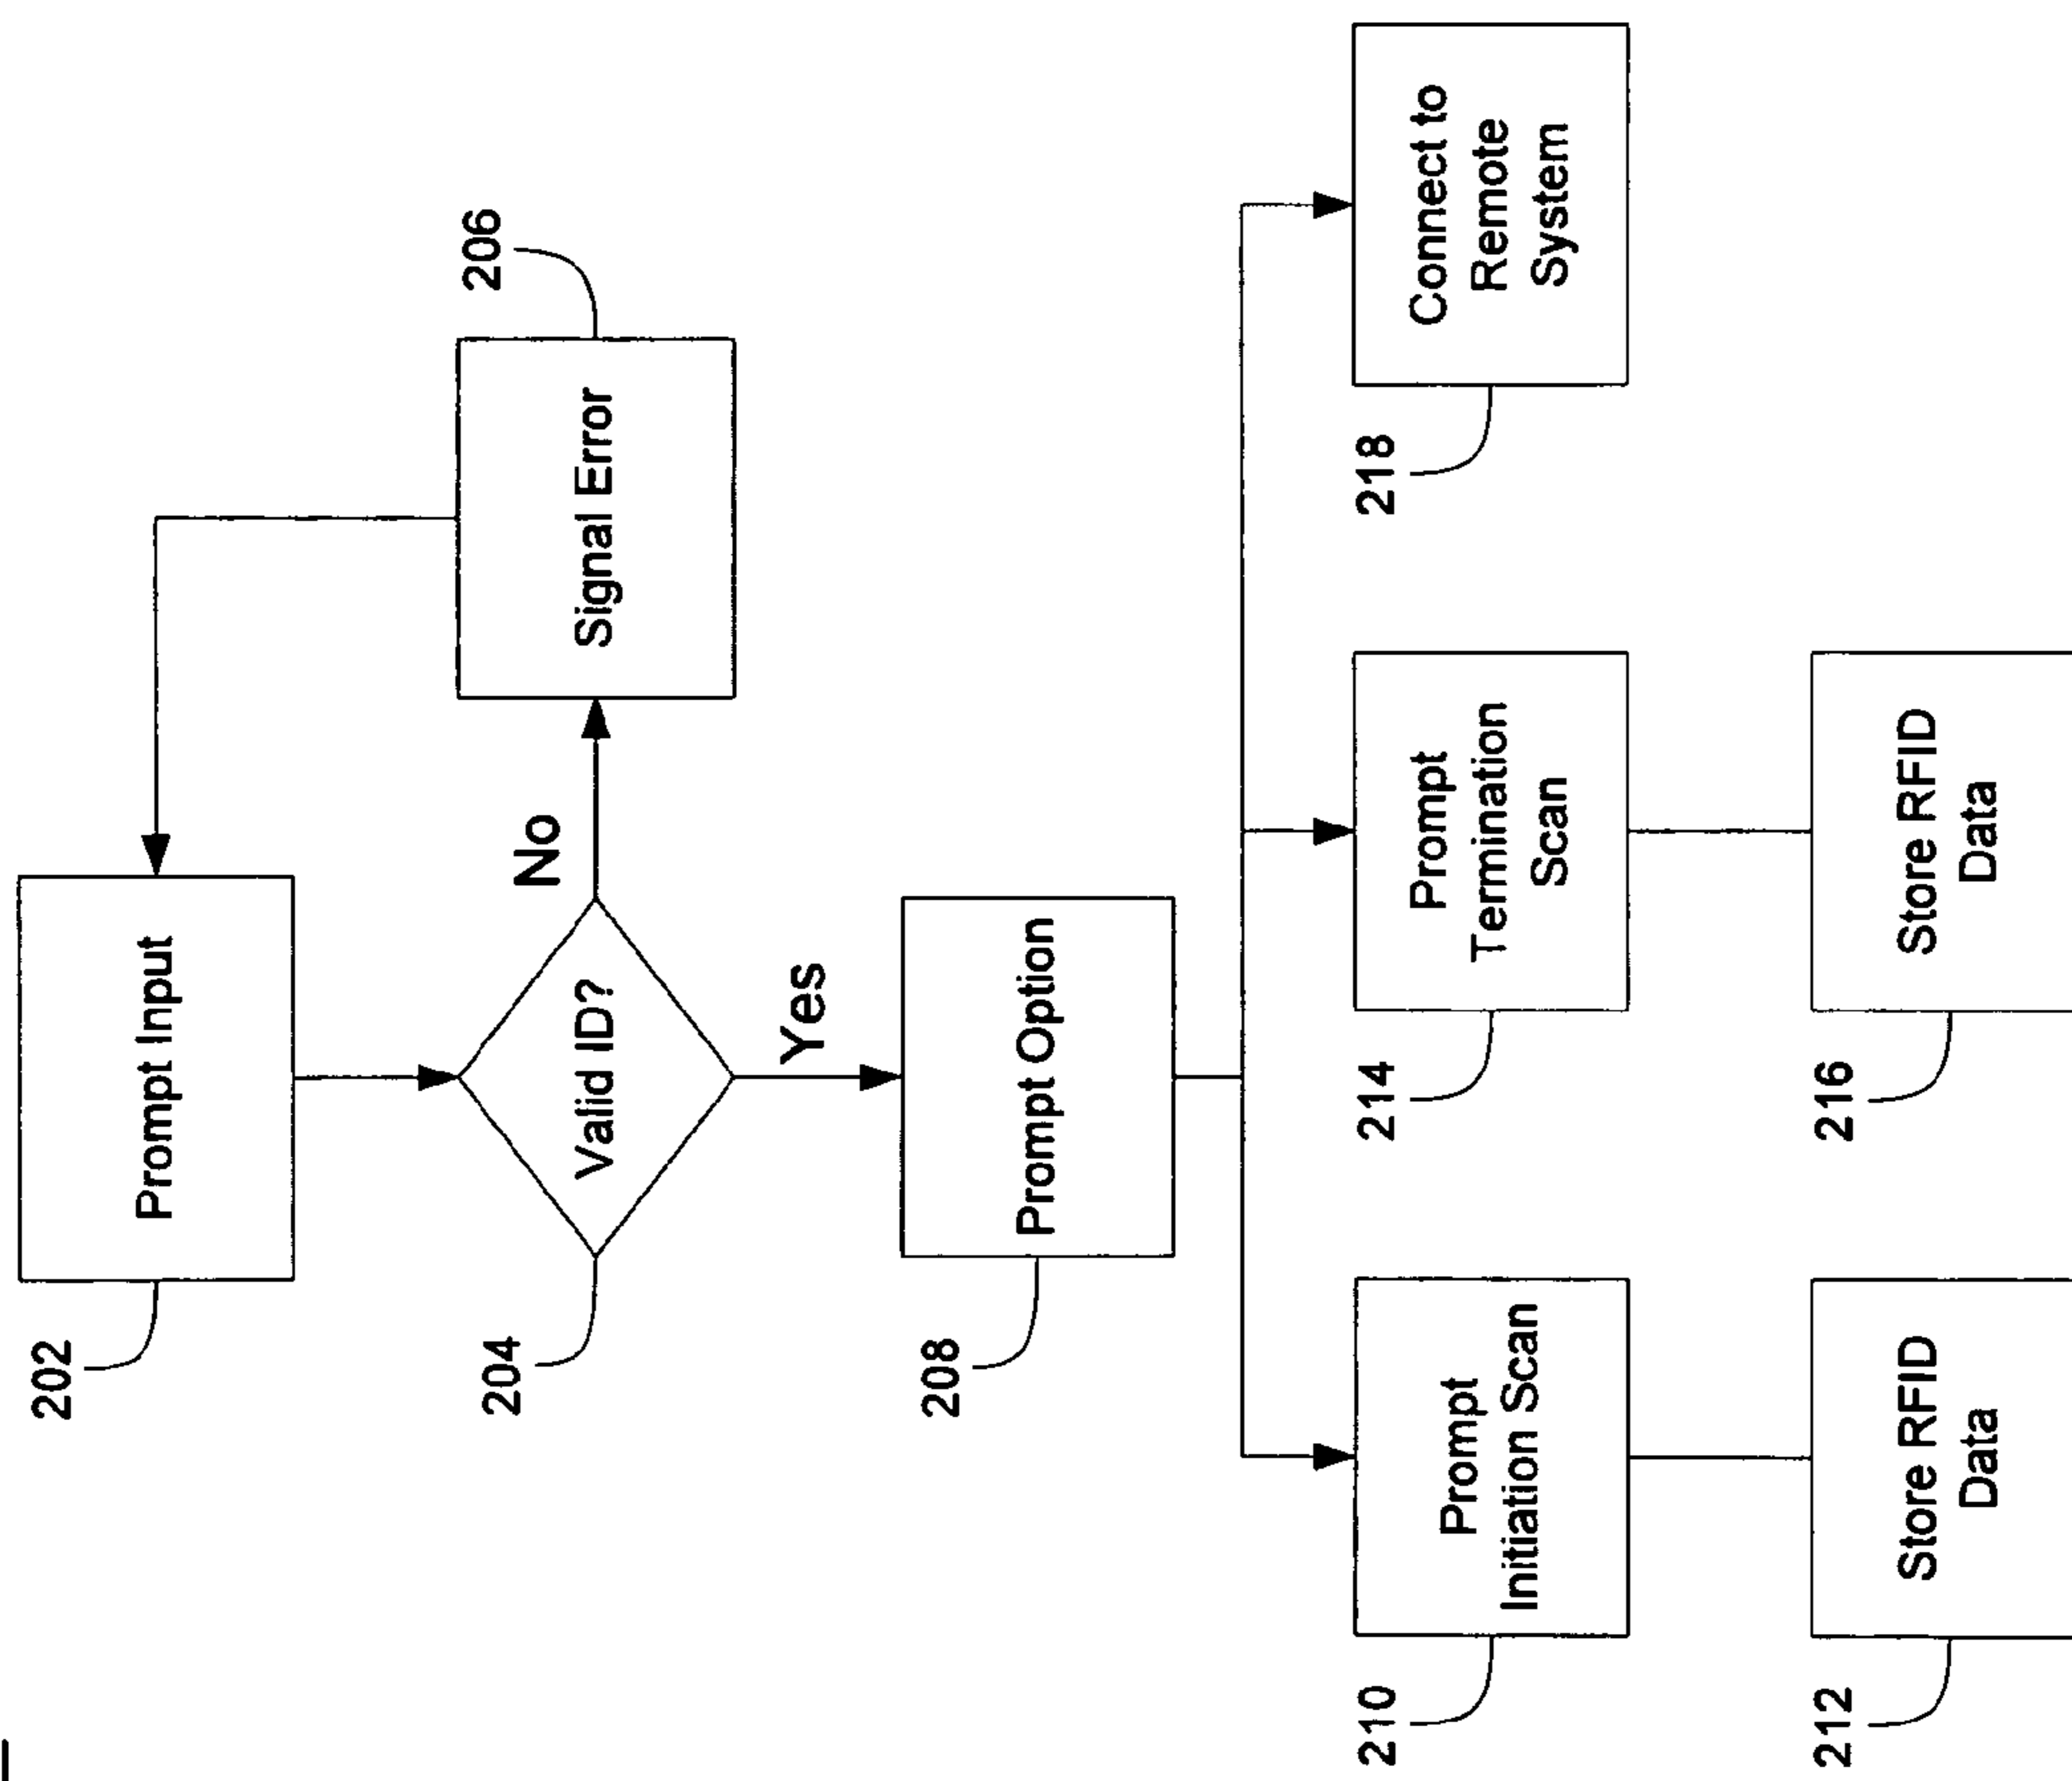 202
Prompt Input
204
Valid ID?
No
206
Signal Error
Yes
208
Prompt Option
210
Prompt
Initiation Scan
214
Prompt
Termination
Scan
218
Connect to
Remote
System
212
Store RFID
Data
216
Store RFID
Data